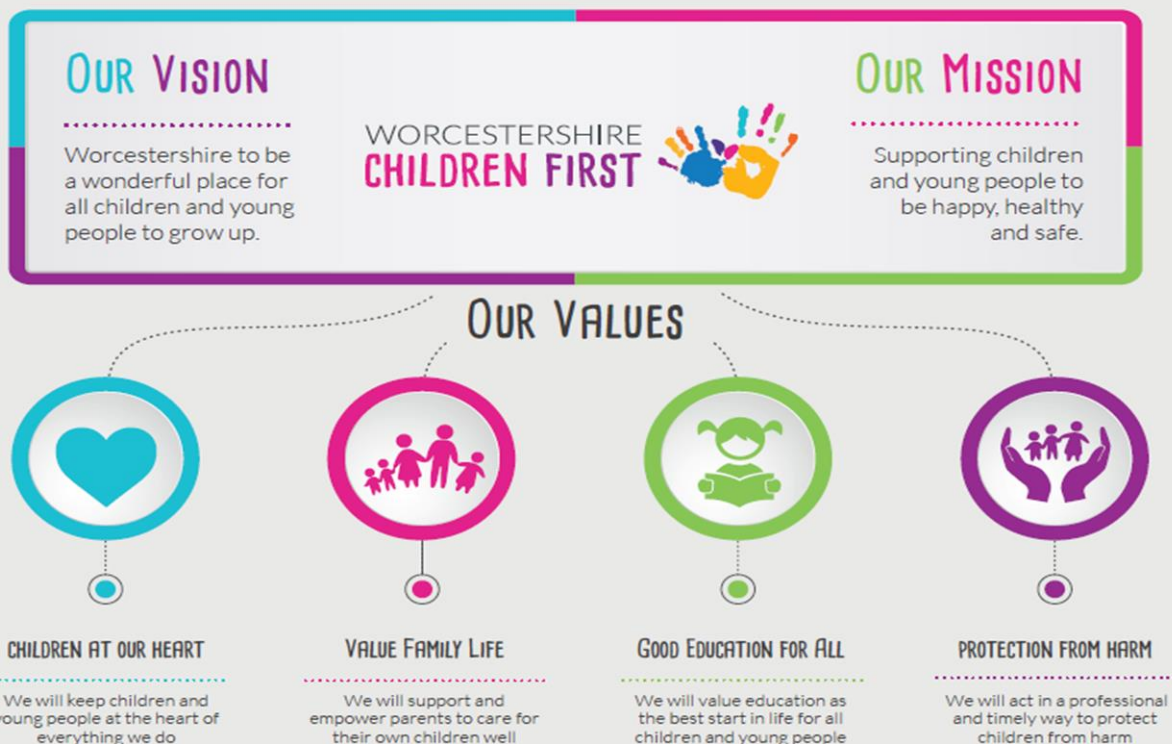 OUR VISION
Worcestershire to be
a wonderful place for
all children and young
people to grow up.
WORCESTERSHIRE
CHILDREN FIRST
OUR MISSION
Supporting children
and young people to
be happy, healthy
and safe.
OUR VALUES
CHILDREN AT OUR HEART
We will keep children and
young people at the heart of
everything we do
VALUE FAMILY LIFE
We will support and
empower parents to care for
their own children well
GOOD EDUCATION FOR ALL
We will value education as
the best start in life for all
children and young people
PROTECTION FROM HARM
We will act in a professional
and timely way to protect
children from harm